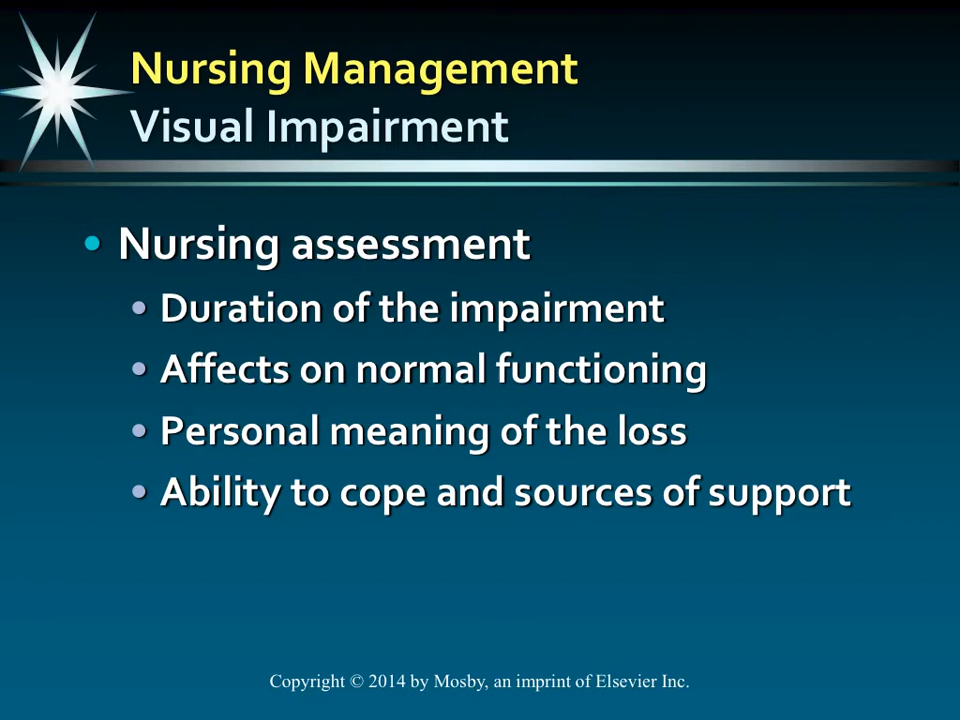 Nursing Management
Visual Impairment
• Nursing assessment
• Duration of the impairment
• Affects on normal functioning
• Personal meaning of the loss
• Ability to cope and sources of support
Copyright © 2014 by Mosby, an imprint of Elsevier Inc.